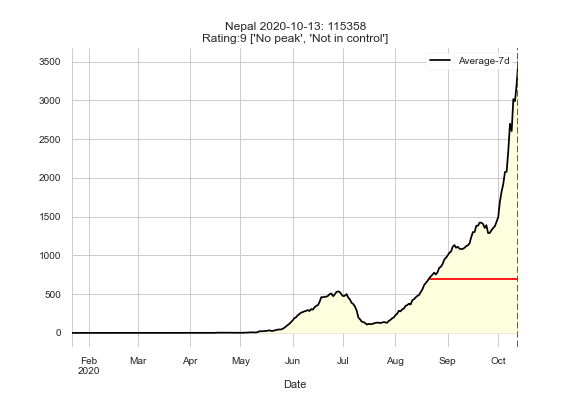 Nepal 2020-10-13: 115358
Rating:9 ['No peak', 'Not in control']
Average-7d
3500
3000
2500
2000
1500
1000
500
0
Feb Mar Apr May Jun Jul Aug Sep Oct
2020
Date